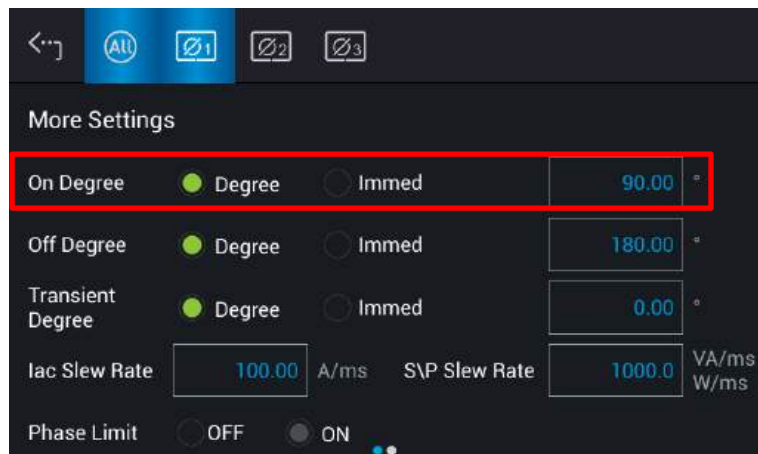 All Ø1 Ø2 Ø3
More Settings
On Degree Degree Immed 90.00 °
Off Degree Degree Immed 180.00 °
Transient
Degree Degree Immed 0.00 °
Iac Slew Rate 100.00 A/ms S\P Slew Rate 1000.0 VA/ms
W/ms
Phase Limit OFF ON